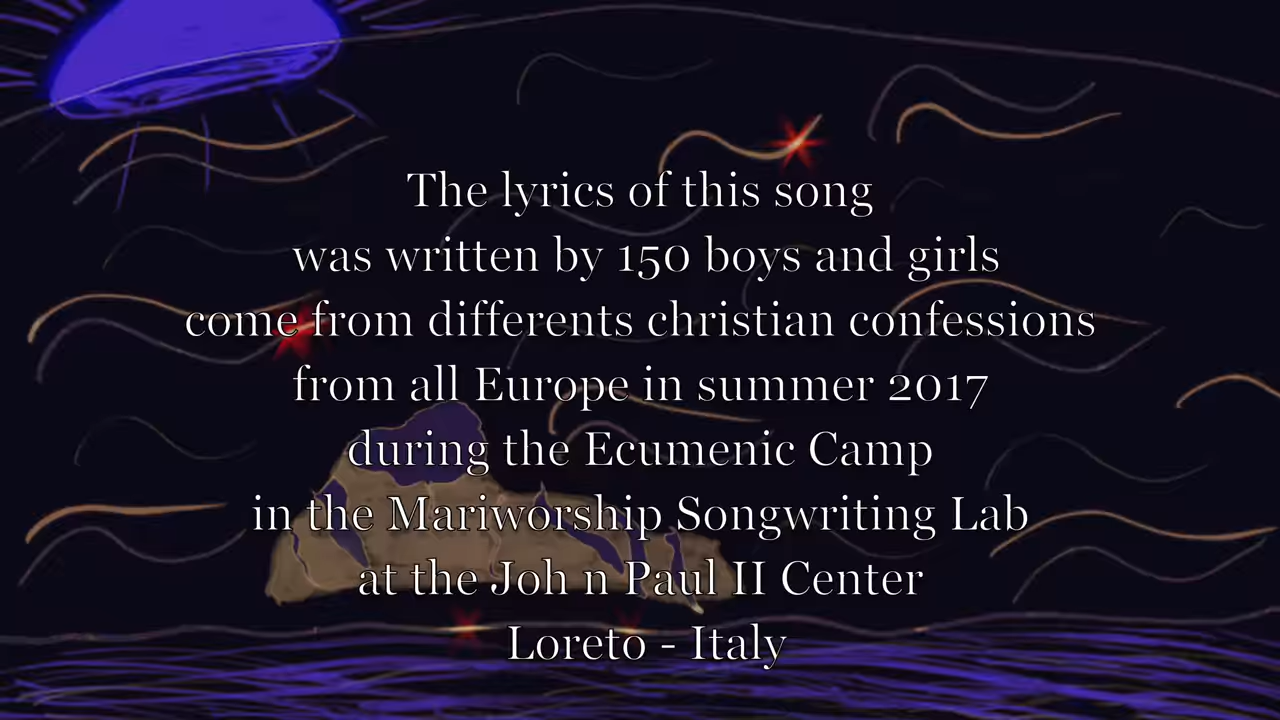 The lyrics of this song
was written by 150 boys and girls
come from differents christian confessions
from all Europe in summer 2017
during the Ecumenic Camp
in the Mariworship Songwriting Lab
at the Joh n Paul II Center
Loreto - Italy